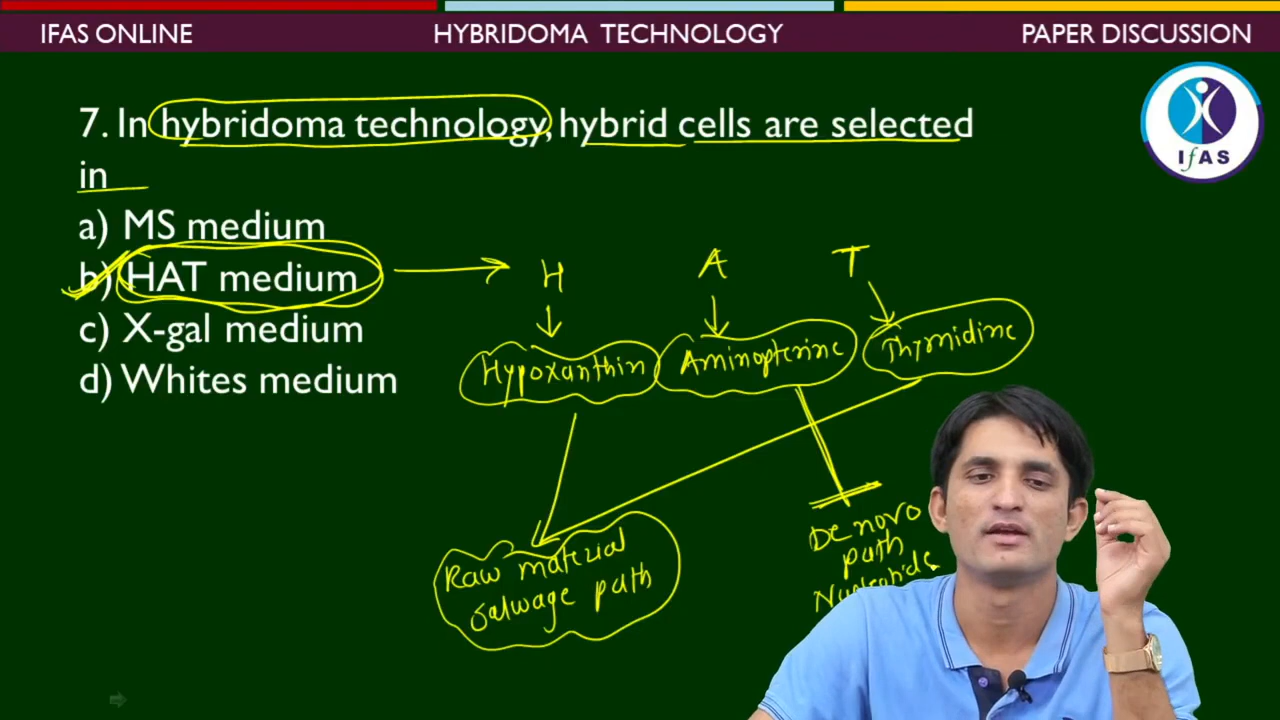 IFAS ONLINE
HYBRIDOMA TECHNOLOGY
PAPER DISCUSSION
IfAS
7. In hybridoma technology, hybrid cells are selected
in
a) MS medium
b) HAT medium
c) X-gal medium
d) Whites medium
H A T
Hypoxanthin Aminopterine Thymidine
Raw material
Salwage path
De novo
path